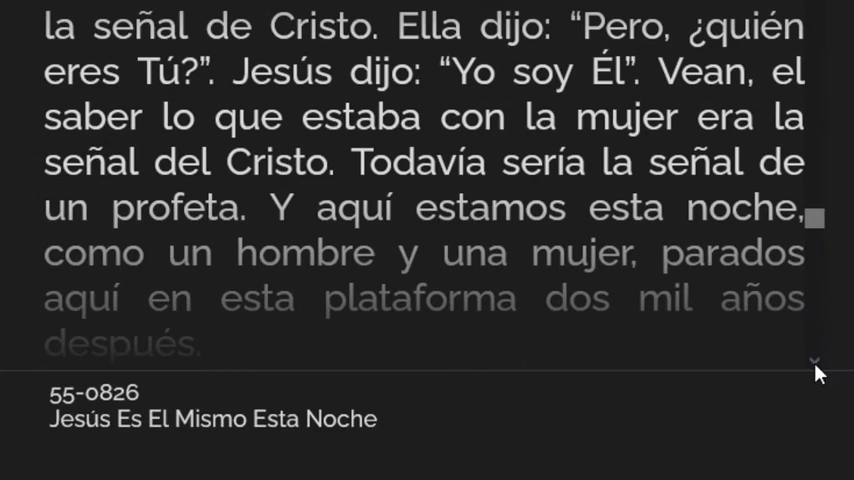 la señal de Cristo. Ella dijo: “Pero, ¿quién
eres Tú?”. Jesús dijo: “Yo soy Él”. Vean, el
saber lo que estaba con la mujer era la
señal del Cristo. Todavía sería la señal de
un profeta. Y aquí estamos esta noche,
como un hombre y una mujer, parados
aquí en esta plataforma dos mil años
después.
55-0826
Jesús Es El Mismo Esta Noche